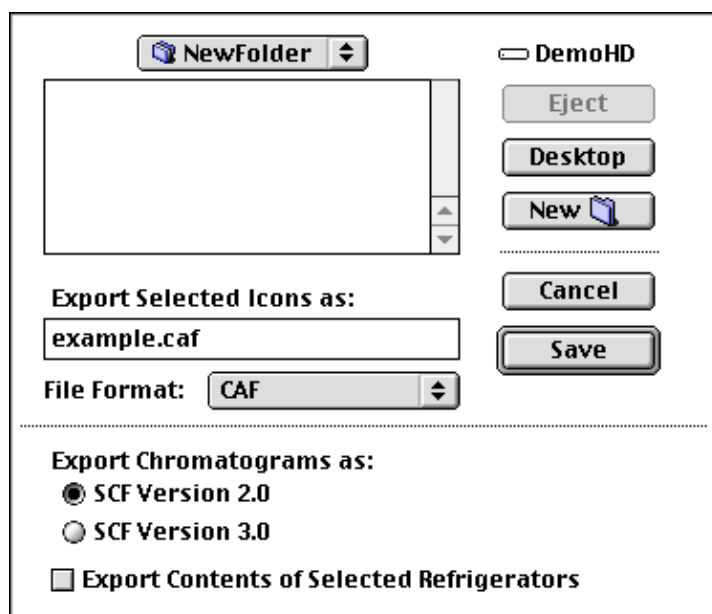 NewFolder
DemoHD
Eject
Desktop
New
Export Selected Icons as:
example.caf
Cancel
Save
File Format: CAF
Export Chromatograms as:
SCF Version 2.0
SCF Version 3.0
Export Contents of Selected Refrigerators